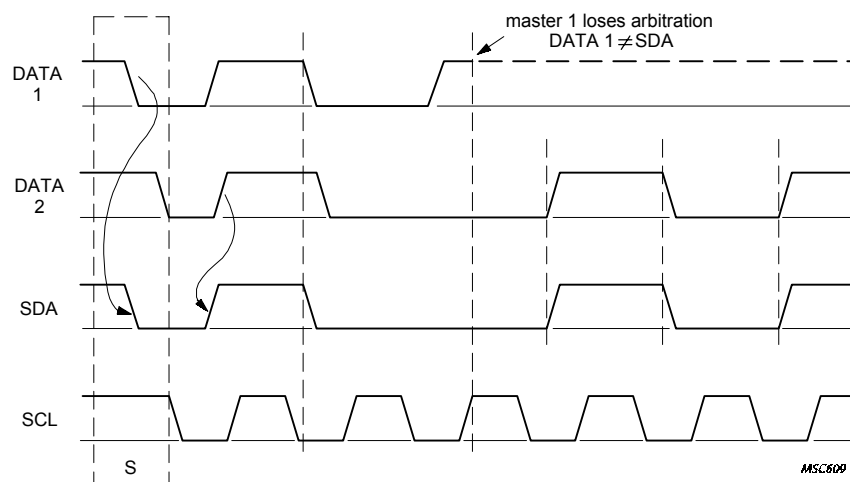 master 1 loses arbitration
DATA 1 ≠ SDA
DATA
1
DATA
2
SDA
SCL
S
MSC609